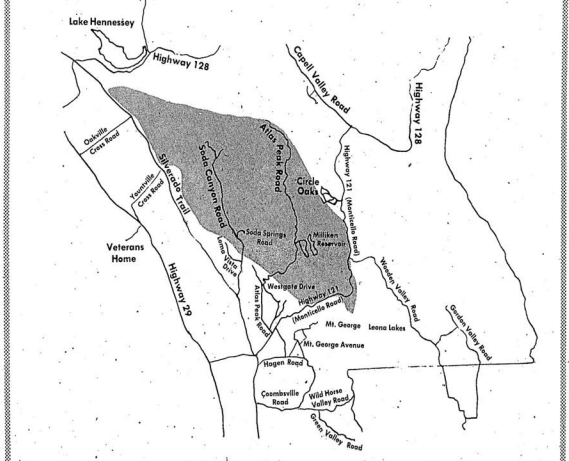 Lake Hennessey
Highway 128
Capell Valley Road
Highway 128
Oakville
Cross Road
Silverado Trail
Yountville
Cross Road
Soda Canyon Road
Atlas
Peak Road
Circle
Oaks
Highway 121
(Monticello Road)
Veterans
Home
Soda Springs
Road
Milliken
Reservoir
Loma Vista
Drive
Highway 29
Westgate Drive
Highway 121
(Monticello Road)
Atlas Peak Road
Wooden Valley Road
Gordon Valley Road
Mt. George
Leona Lakes
Mt. George Avenue
Hagen Road
Coombsville
Road
Wild Horse
Valley Road
Green Valley Road